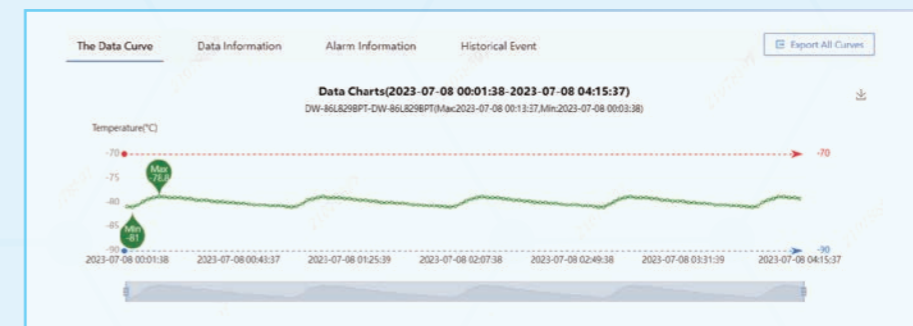 The Data Curve Data Information Alarm Information Historical Event Export All Curves
Data Charts(2023-07-08 00:01:38-2023-07-08 04:15:37)
DW-86L829BPT-DW-86L829BPT(Max:2023-07-08 00:13:37,Min:2023-07-08 00:03:38)
Temperature(°C)
-70 -70
Max
-75 -78.8
-80
-85 Min
-81
-90 -90
2023-07-08 00:01:38 2023-07-08 00:43:37 2023-07-08 01:25:39 2023-07-08 02:07:38 2023-07-08 02:49:38 2023-07-08 03:31:39 2023-07-08 04:15:37